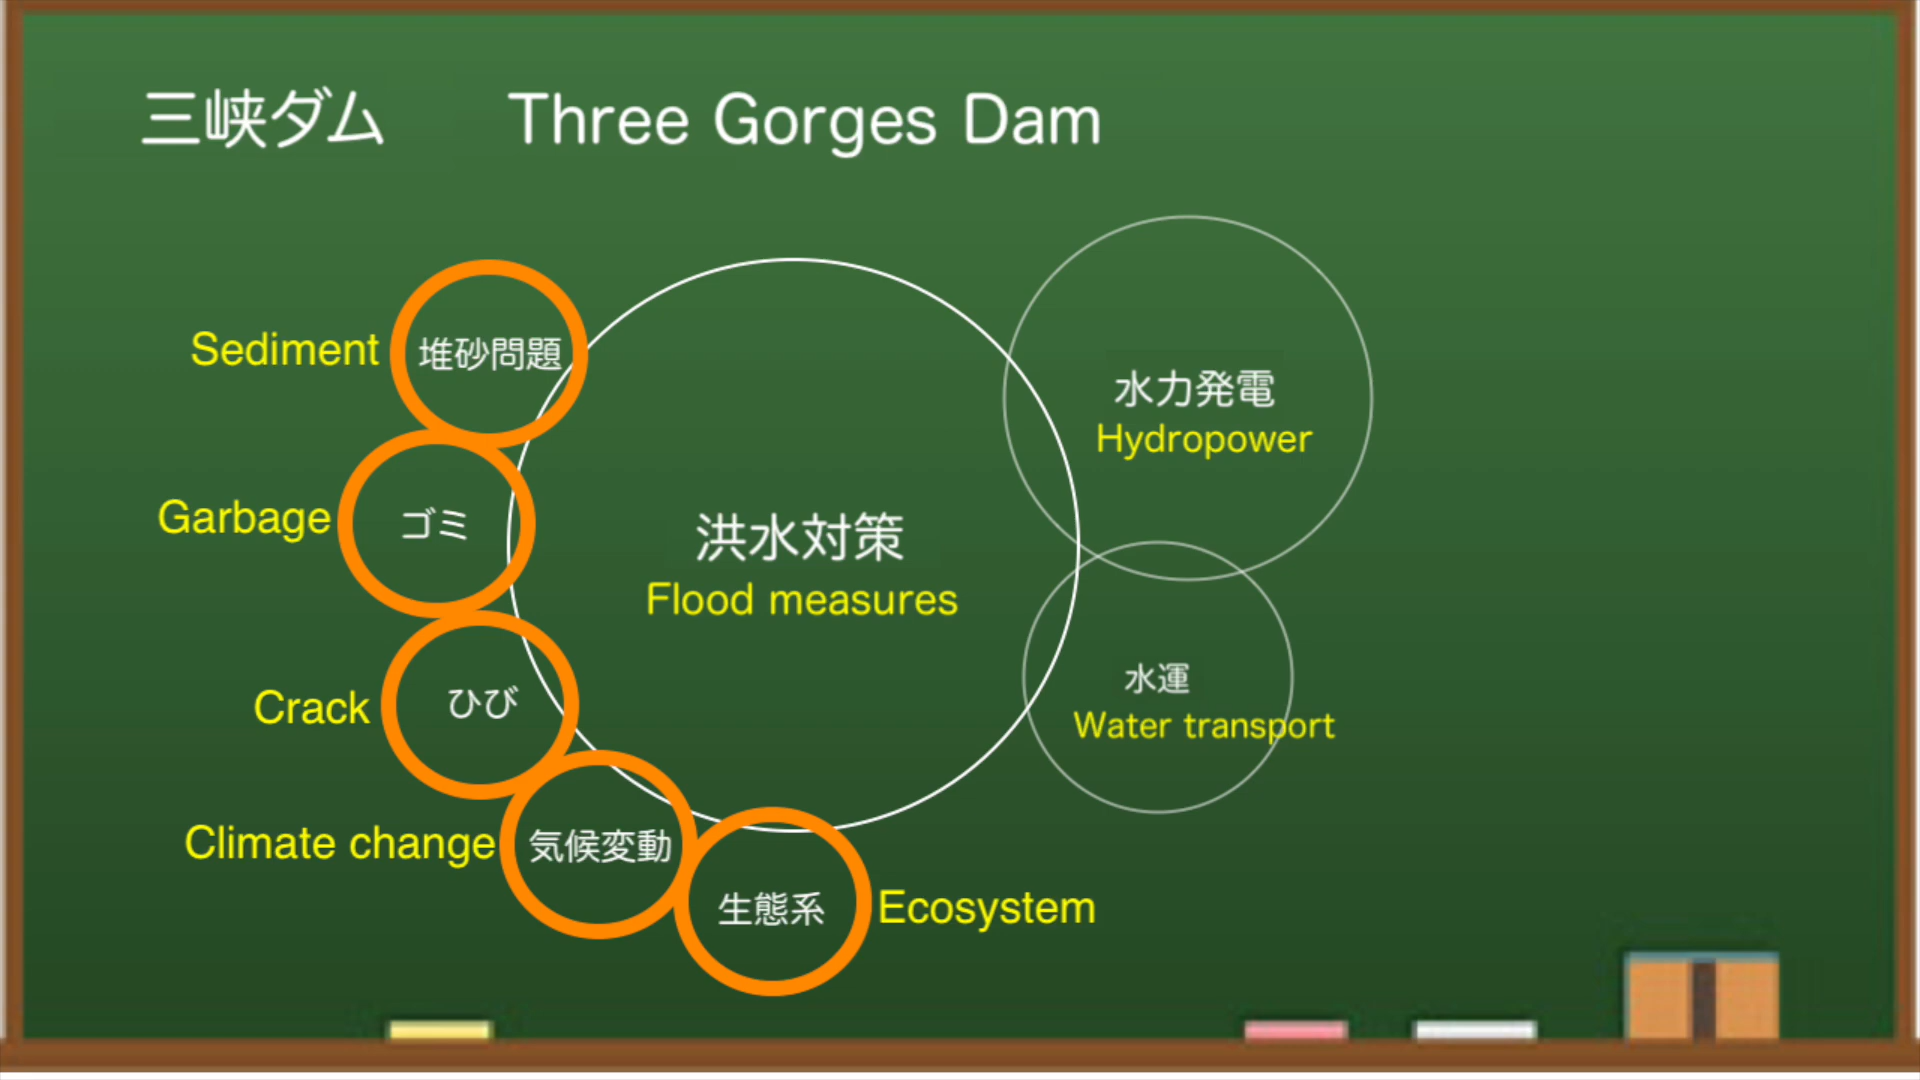 三峡ダム　Three Gorges Dam
Sediment
堆砂問題
Garbage
ゴミ
Crack
ひび
Climate change
気候変動
生態系
Ecosystem
洪水対策
Flood measures
水力発電
Hydropower
水運
Water transport